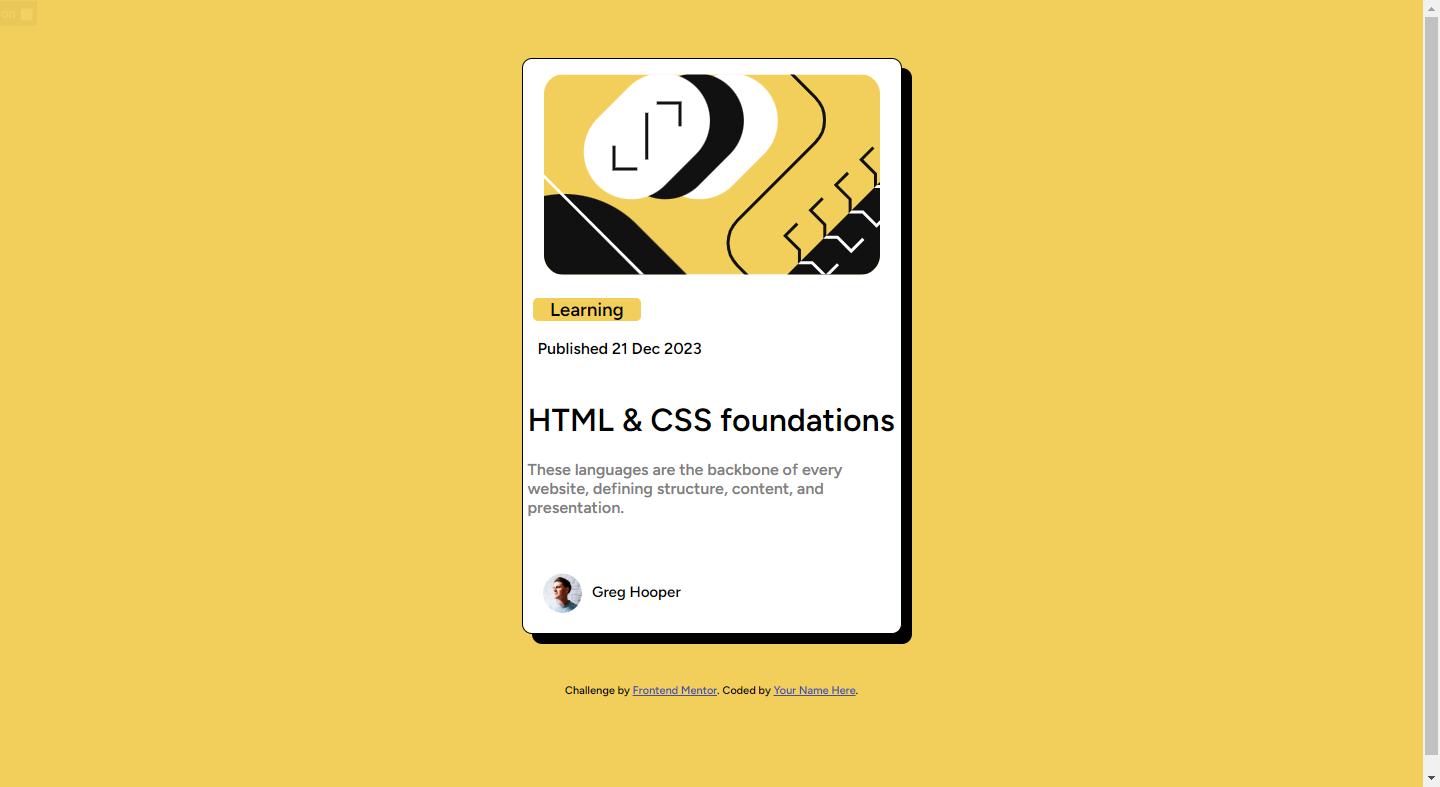 on
Learning
Published 21 Dec 2023
HTML & CSS foundations
These languages are the backbone of every
website, defining structure, content, and
presentation.
Greg Hooper
Challenge by Frontend Mentor. Coded by Your Name Here.